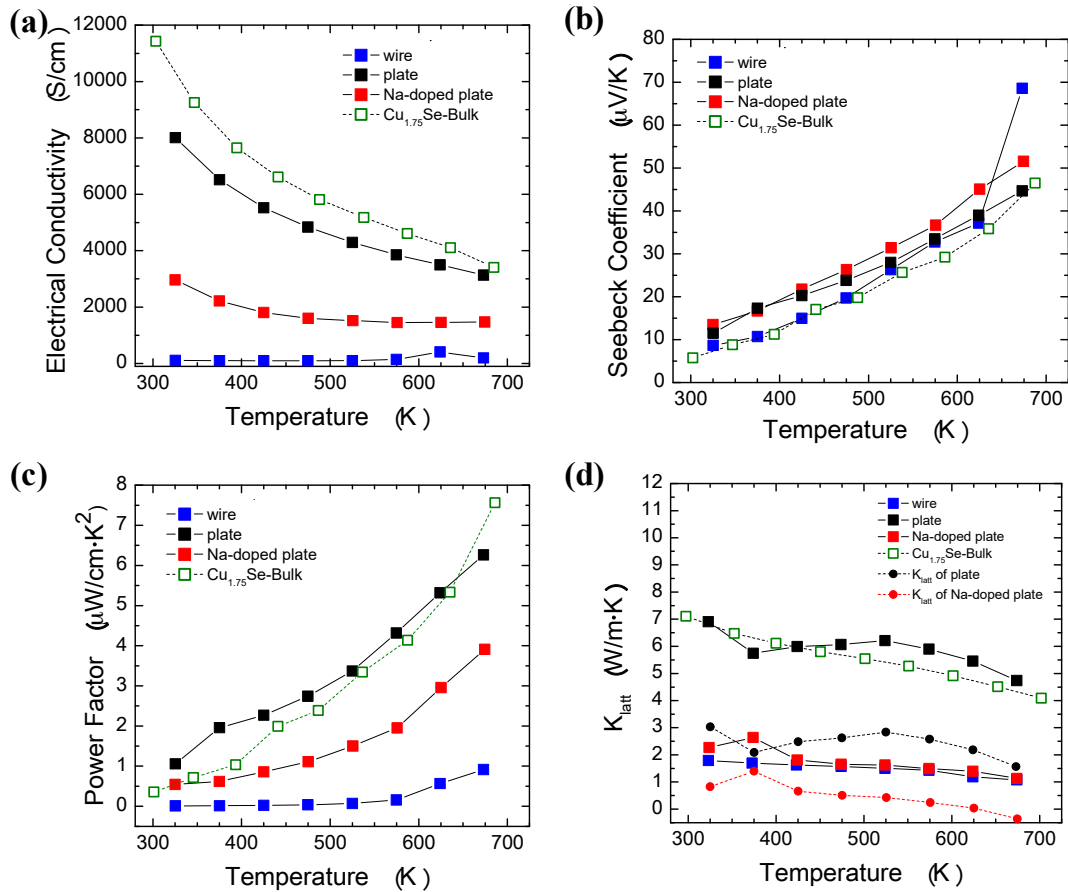 (a)
Electrical Conductivity (S/cm)
12000
10000
8000
6000
4000
2000
0
wire
plate
Na-doped plate
Cu1.75Se-Bulk
300 400 500 600 700
Temperature (K)
(b)
Seebeck Coefficient (μV/K)
80
70
60
50
40
30
20
10
0
wire
plate
Na-doped plate
Cu1.75Se-Bulk
300 400 500 600 700
Temperature (K)
(c)
Power Factor (μW/cm·K²)
8
7
6
5
4
3
2
1
0
wire
plate
Na-doped plate
Cu1.75Se-Bulk
300 400 500 600 700
Temperature (K)
(d)
Klatt (W/m·K)
12
11
10
9
8
7
6
5
4
3
2
1
0
wire
plate
Na-doped plate
Cu1.75Se-Bulk
Klatt of plate
Klatt of Na-doped plate
300 400 500 600 700
Temperature (K)